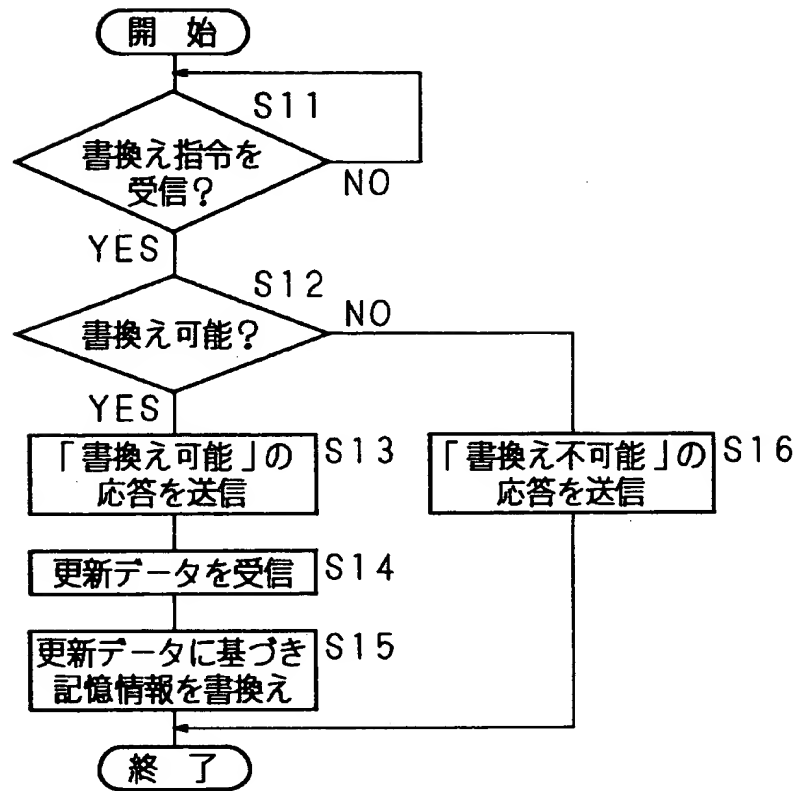 開 始
S11
書換え指令を
受信?
NO
YES
S12
書換え可能?
NO
YES
「書換え可能」の
応答を送信
S13
「書換え不可能」の
応答を送信
S16
更新データを受信
S14
更新データに基づき
記憶情報を書換え
S15
終 了